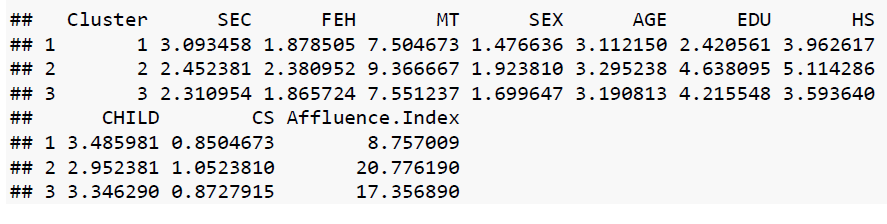 ##   Cluster      SEC      FEH       MT      SEX      AGE      EDU       HS
## 1       1 3.093458 1.878505 7.504673 1.476636 3.112150 2.420561 3.962617
## 2       2 2.452381 2.380952 9.366667 1.923810 3.295238 4.638095 5.114286
## 3       3 2.310954 1.865724 7.551237 1.699647 3.190813 4.215548 3.593640
##      CHILD        CS Affluence.Index
## 1 3.485981 0.8504673        8.757009
## 2 2.952381 1.0523810       20.776190
## 3 3.346290 0.8727915       17.356890